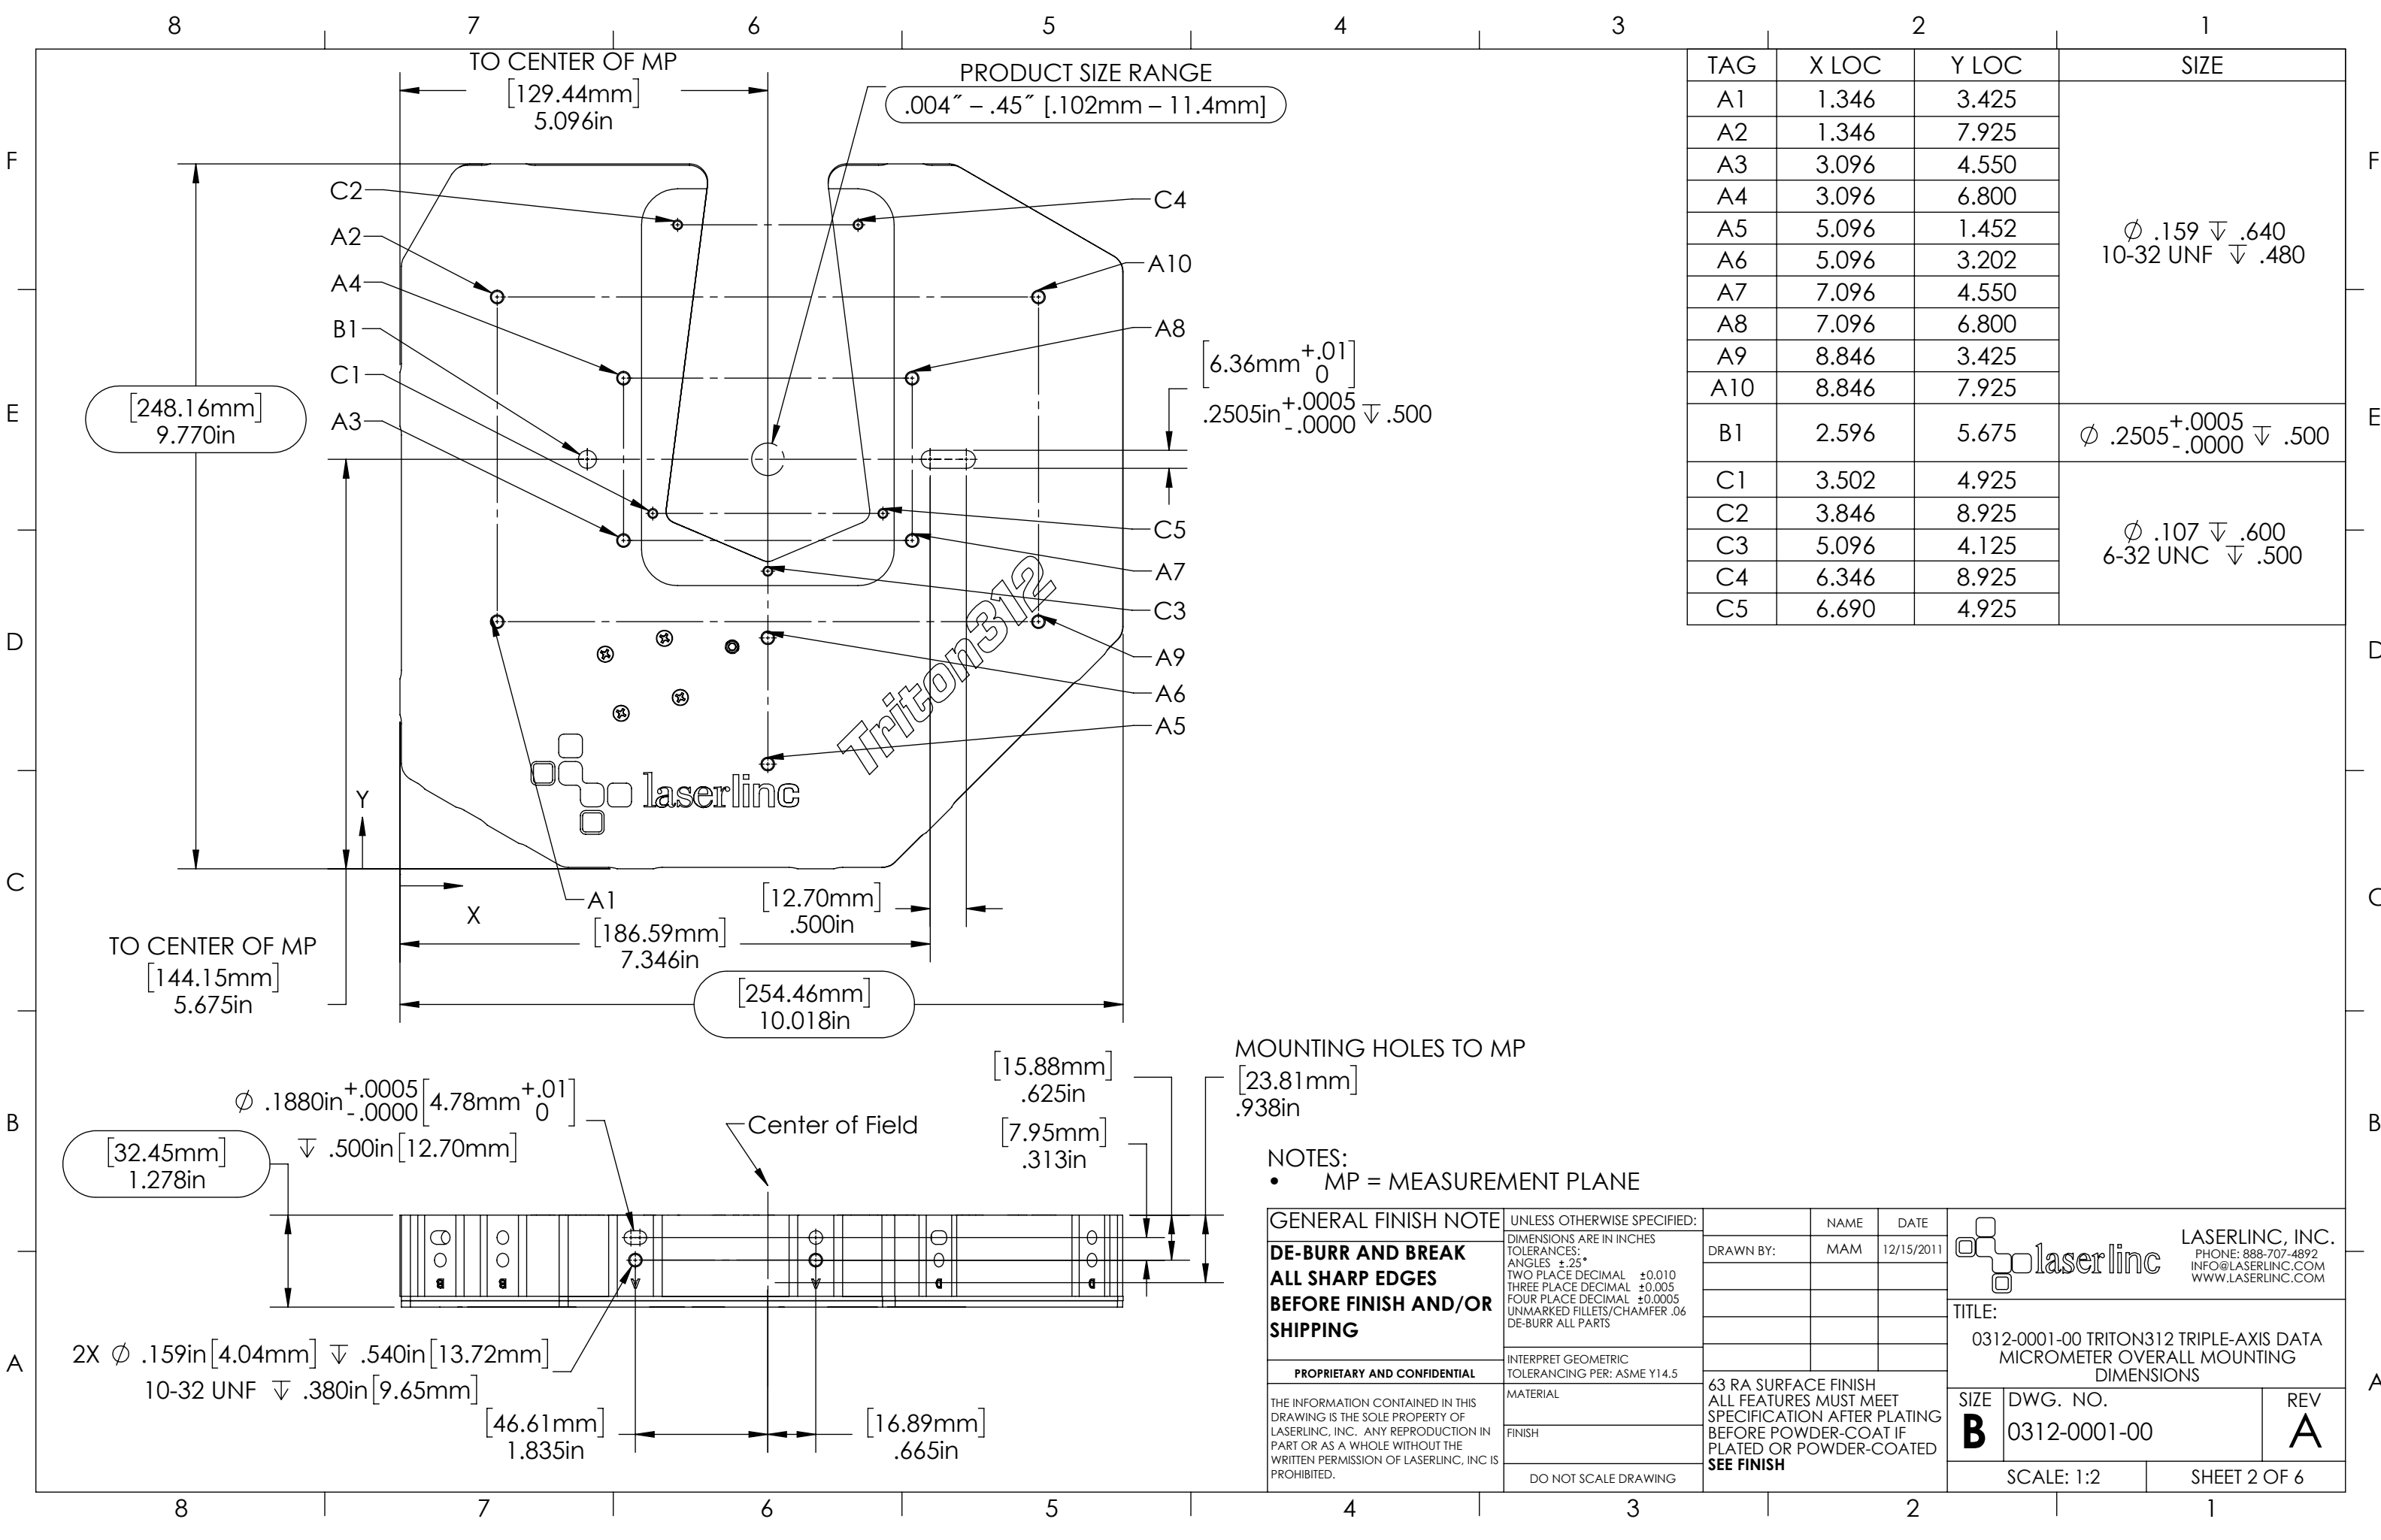 8 7 6 5 4 3 2 1
F
E
D
C
B
A
TO CENTER OF MP
[129.44mm]
5.096in
PRODUCT SIZE RANGE
.004″ – .45″ [.102mm – 11.4mm]
C2
A2
A4
B1
C1
A3
C4
A10
A8
[6.36mm +.01 0]
.2505in +.0005 -.0000 ↧ .500
C5
A7
C3
A9
A6
A5
[248.16mm]
9.770in
Triton312
laserlinc
Y
X
A1
TO CENTER OF MP
[144.15mm]
5.675in
[12.70mm]
.500in
[186.59mm]
7.346in
[254.46mm]
10.018in
TAG X LOC Y LOC SIZE
A1 1.346 3.425
A2 1.346 7.925
A3 3.096 4.550
A4 3.096 6.800
A5 5.096 1.452
A6 5.096 3.202
A7 7.096 4.550
A8 7.096 6.800
A9 8.846 3.425
A10 8.846 7.925
∅ .159 ↧ .640
10-32 UNF ↧ .480
B1 2.596 5.675 ∅ .2505 +.0005 -.0000 ↧ .500
C1 3.502 4.925
C2 3.846 8.925
C3 5.096 4.125
C4 6.346 8.925
C5 6.690 4.925
∅ .107 ↧ .600
6-32 UNC ↧ .500
∅ .1880in +.0005 -.0000 [4.78mm +.01 0]
↧ .500in[12.70mm]
[32.45mm]
1.278in
Center of Field
[15.88mm]
.625in
[7.95mm]
.313in
MOUNTING HOLES TO MP
[23.81mm]
.938in
B B A A D D
2X ∅ .159in[4.04mm] ↧ .540in[13.72mm]
10-32 UNF ↧ .380in[9.65mm]
[46.61mm]
1.835in
[16.89mm]
.665in
NOTES:
• MP = MEASUREMENT PLANE
GENERAL FINISH NOTE
DE-BURR AND BREAK
ALL SHARP EDGES
BEFORE FINISH AND/OR
SHIPPING
PROPRIETARY AND CONFIDENTIAL
THE INFORMATION CONTAINED IN THIS
DRAWING IS THE SOLE PROPERTY OF
LASERLINC, INC. ANY REPRODUCTION IN
PART OR AS A WHOLE WITHOUT THE
WRITTEN PERMISSION OF LASERLINC, INC IS
PROHIBITED.
UNLESS OTHERWISE SPECIFIED:
DIMENSIONS ARE IN INCHES
TOLERANCES:
ANGLES ±.25°
TWO PLACE DECIMAL ±0.010
THREE PLACE DECIMAL ±0.005
FOUR PLACE DECIMAL ±0.0005
UNMARKED FILLETS/CHAMFER .06
DE-BURR ALL PARTS
INTERPRET GEOMETRIC
TOLERANCING PER: ASME Y14.5
MATERIAL
FINISH
DO NOT SCALE DRAWING
NAME DATE
DRAWN BY: MAM 12/15/2011
63 RA SURFACE FINISH
ALL FEATURES MUST MEET
SPECIFICATION AFTER PLATING
BEFORE POWDER-COAT IF
PLATED OR POWDER-COATED
SEE FINISH
laserlinc
LASERLINC, INC.
PHONE: 888-707-4892
INFO@LASERLINC.COM
WWW.LASERLINC.COM
TITLE:
0312-0001-00 TRITON312 TRIPLE-AXIS DATA
MICROMETER OVERALL MOUNTING
DIMENSIONS
SIZE DWG. NO. REV
B 0312-0001-00 A
SCALE: 1:2 SHEET 2 OF 6
F
E
D
C
B
A
8 7 6 5 4 3 2 1